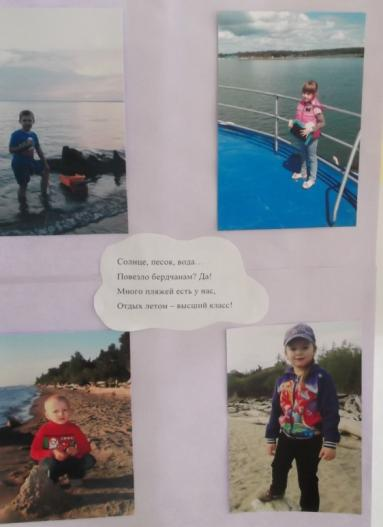 Солнце, песок, вода…
Повезло бердчанам? Да!
Много пляжей есть у нас,
Отдых летом – высший класс!